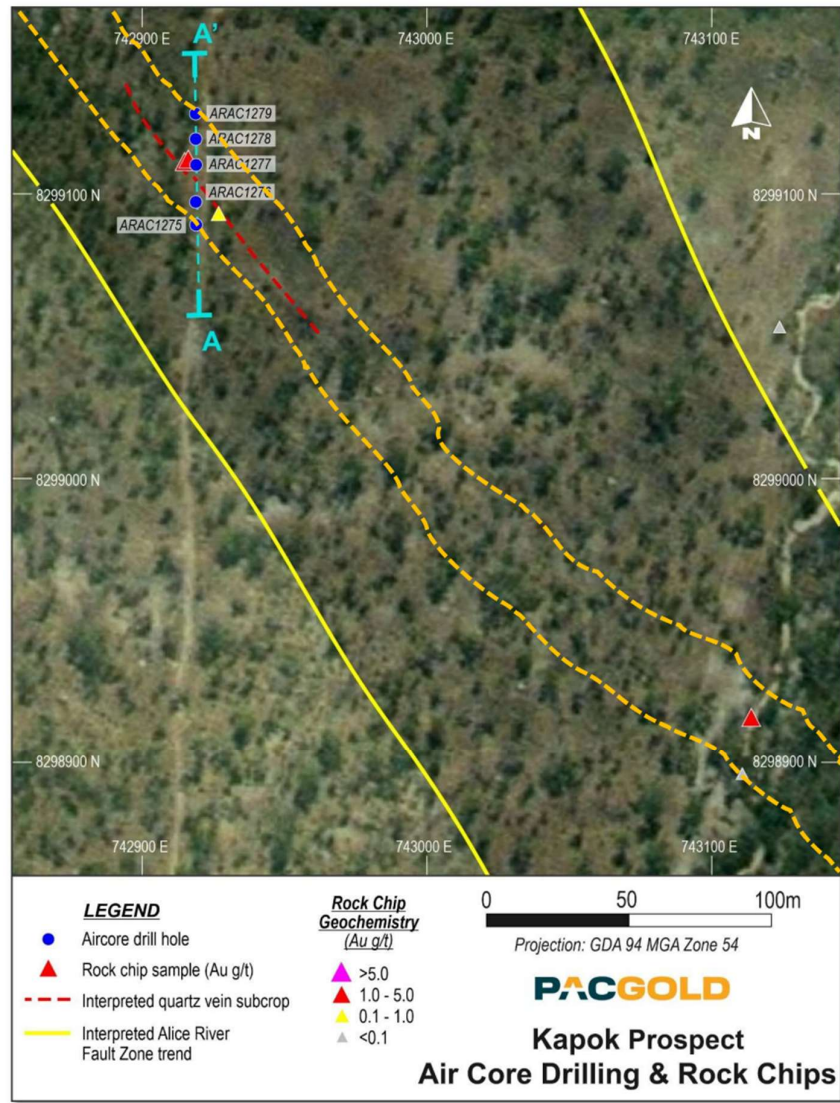 742900 E
743000 E
743100 E
A'
ARAC1279
ARAC1278
ARAC1277
8299100 N
ARAC1276
8299100 N
ARAC1275
N
A
8299000 N
8299000 N
8298900 N
8298900 N
742900 E
743000 E
743100 E
LEGEND
Aircore drill hole
Rock chip sample (Au g/t)
Interpreted quartz vein subcrop
Interpreted Alice River
Fault Zone trend
Rock Chip
Geochemistry
(Au g/t)
>5.0
1.0 - 5.0
0.1 - 1.0
<0.1
0
50
100m
Projection: GDA 94 MGA Zone 54
PACGOLD
Kapok Prospect
Air Core Drilling & Rock Chips